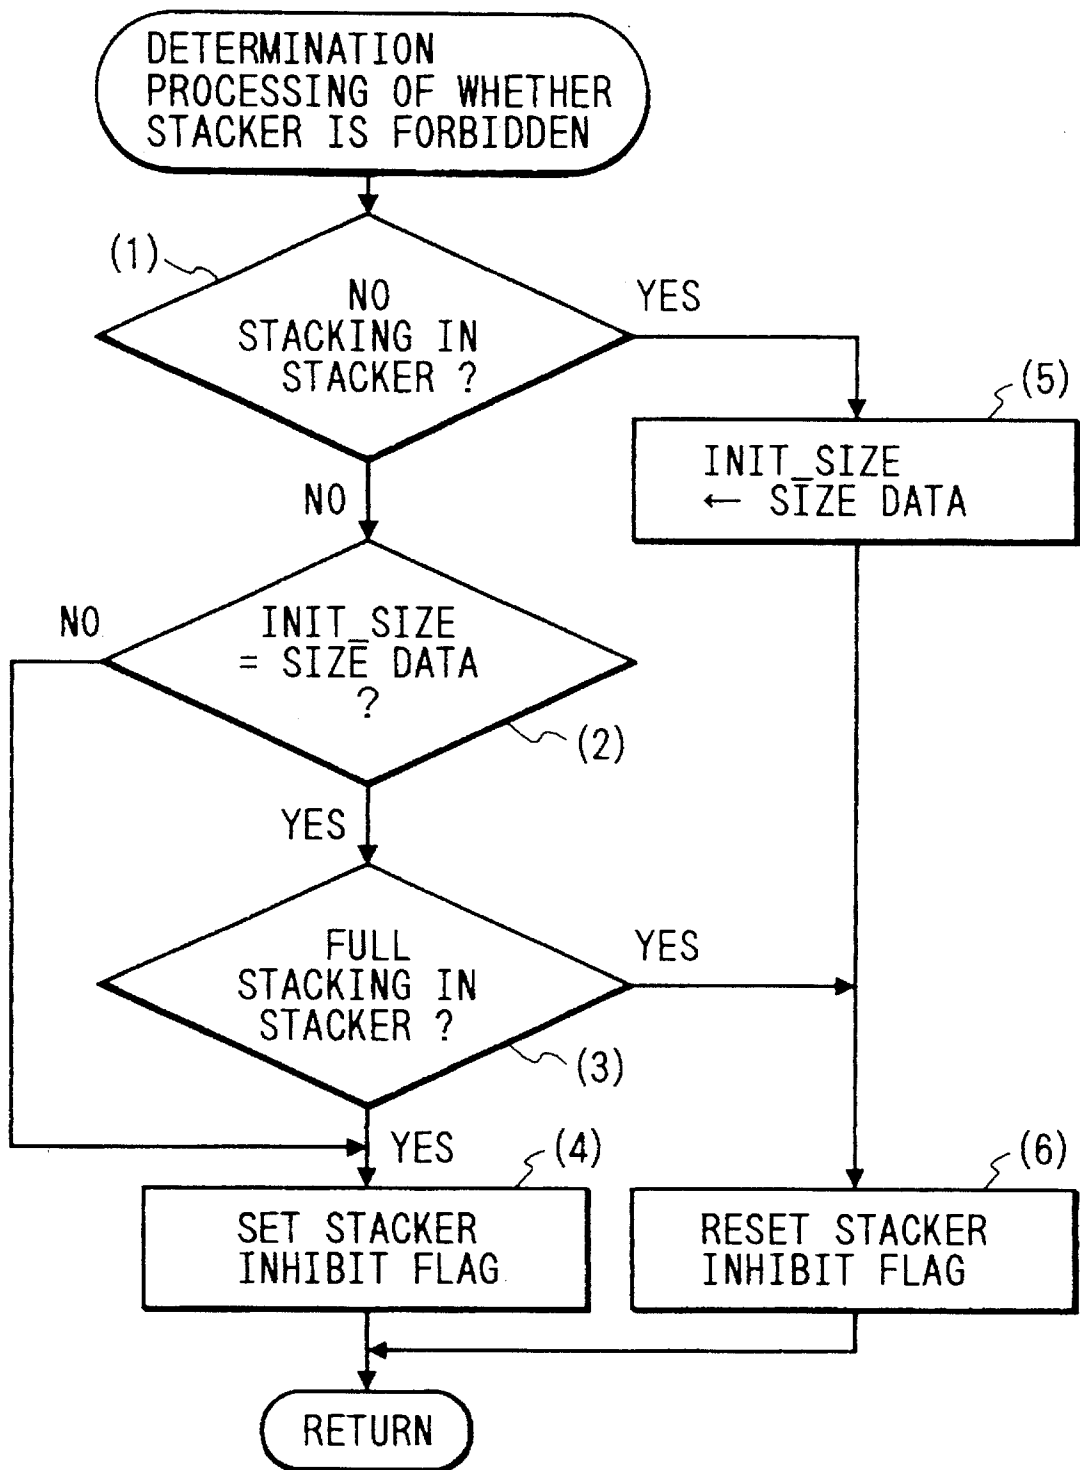 DETERMINATION
PROCESSING OF WHETHER
STACKER IS FORBIDDEN
(1)
NO
STACKING IN
STACKER ?
YES
NO
(5)
INIT_SIZE
← SIZE DATA
NO
INIT_SIZE
= SIZE DATA
?
(2)
YES
FULL
STACKING IN
STACKER ?
YES
(3)
YES
(4)
SET STACKER
INHIBIT FLAG
(6)
RESET STACKER
INHIBIT FLAG
RETURN